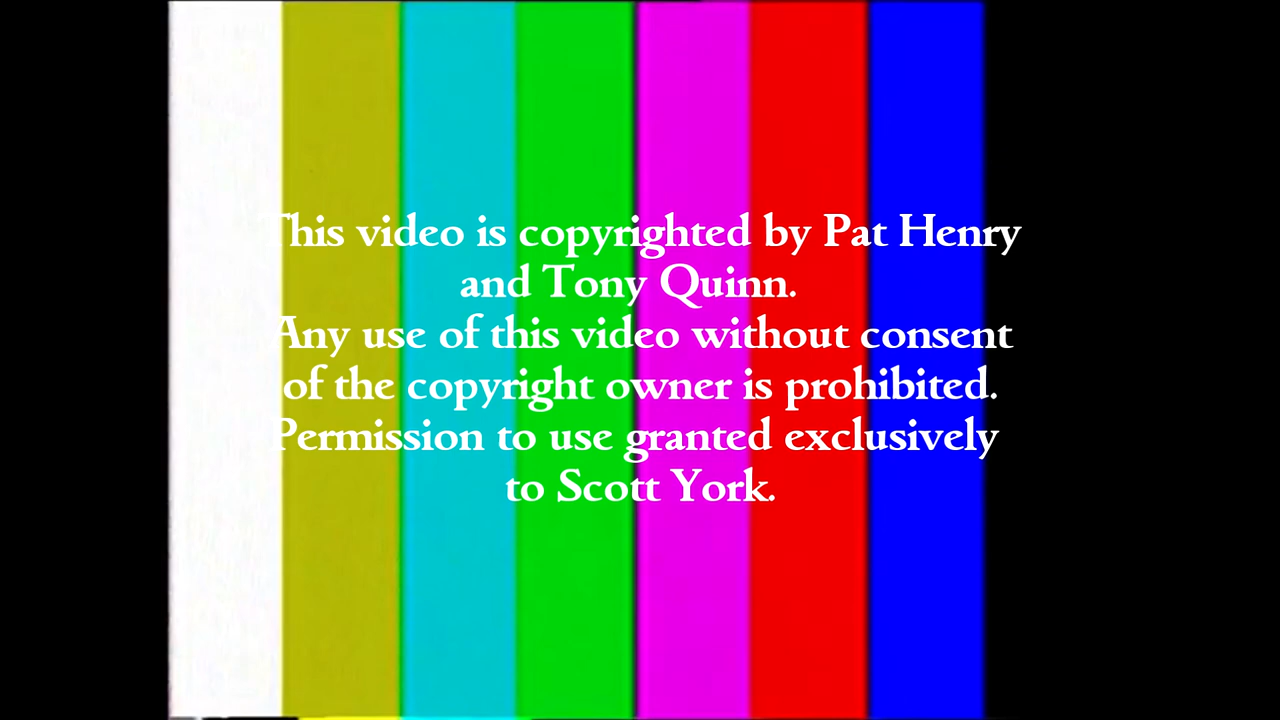 This video is copyrighted by Pat Henry
and Tony Quinn.
Any use of this video without consent
of the copyright owner is prohibited.
Permission to use granted exclusively
to Scott York.